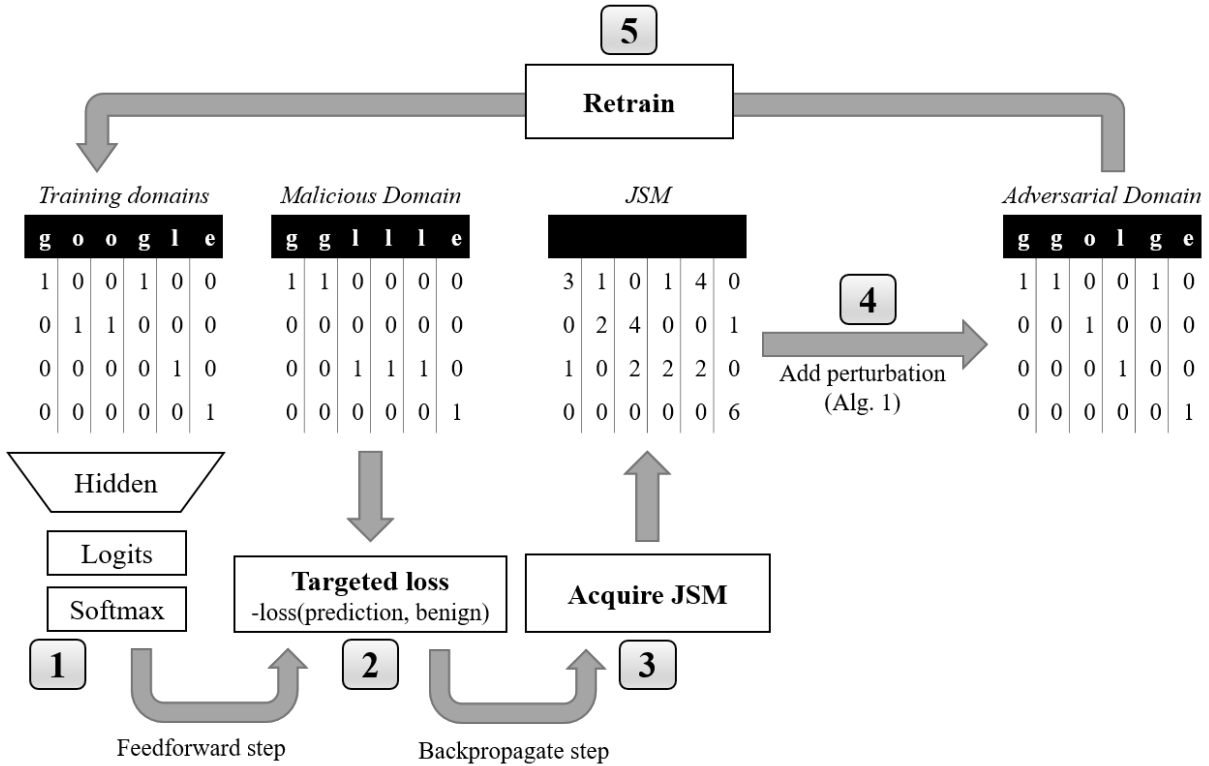 5
Retrain
Training domains
Malicious Domain
JSM
Adversarial Domain
g o o g l e
1 0 0 1 0 0
0 1 1 0 0 0
0 0 0 0 1 0
0 0 0 0 0 1
g g l l l e
1 1 0 0 0 0
0 0 0 0 0 0
0 0 1 1 1 0
0 0 0 0 0 1
3 1 0 1 4 0
0 2 4 0 0 1
1 0 2 2 2 0
0 0 0 0 0 6
4
Add perturbation
(Alg. 1)
g g o l g e
1 1 0 0 1 0
0 0 1 0 0 0
0 0 0 1 0 0
0 0 0 0 0 1
Hidden
Logits
Softmax
1
Feedforward step
Targeted loss
-loss(prediction, benign)
2
Backpropagate step
Acquire JSM
3